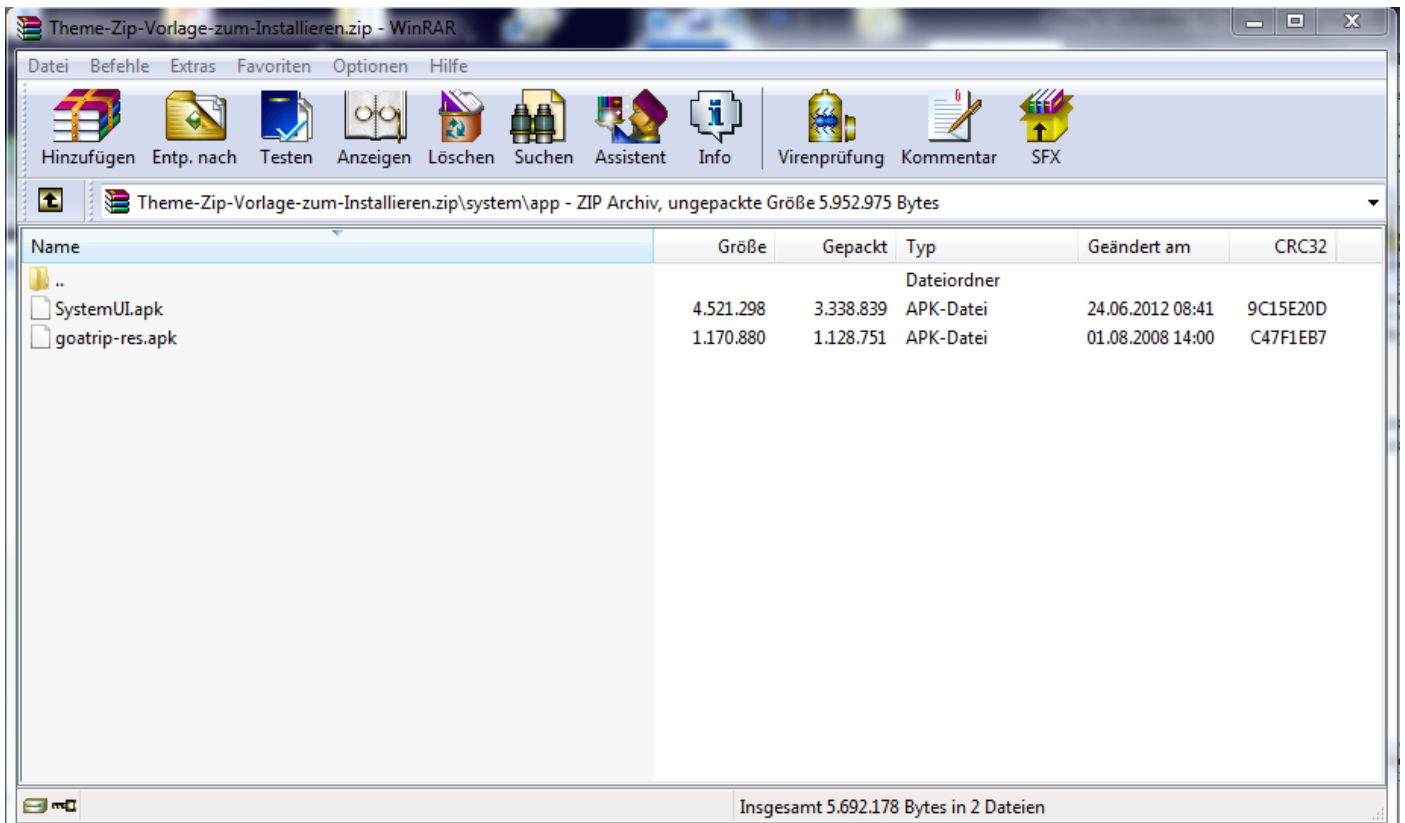 Theme-Zip-Vorlage-zum-Installieren.zip - WinRAR
Datei Befehle Extras Favoriten Optionen Hilfe
Hinzufügen Entp. nach Testen Anzeigen Löschen Suchen Assistent Info Virenprüfung Kommentar SFX
Theme-Zip-Vorlage-zum-Installieren.zip\system\app - ZIP Archiv, ungepackte Größe 5.952.975 Bytes
Name Größe Gepackt Typ Geändert am CRC32
.. Dateiordner
SystemUI.apk 4.521.298 3.338.839 APK-Datei 24.06.2012 08:41 9C15E20D
goatrip-res.apk 1.170.880 1.128.751 APK-Datei 01.08.2008 14:00 C47F1EB7
Insgesamt 5.692.178 Bytes in 2 Dateien